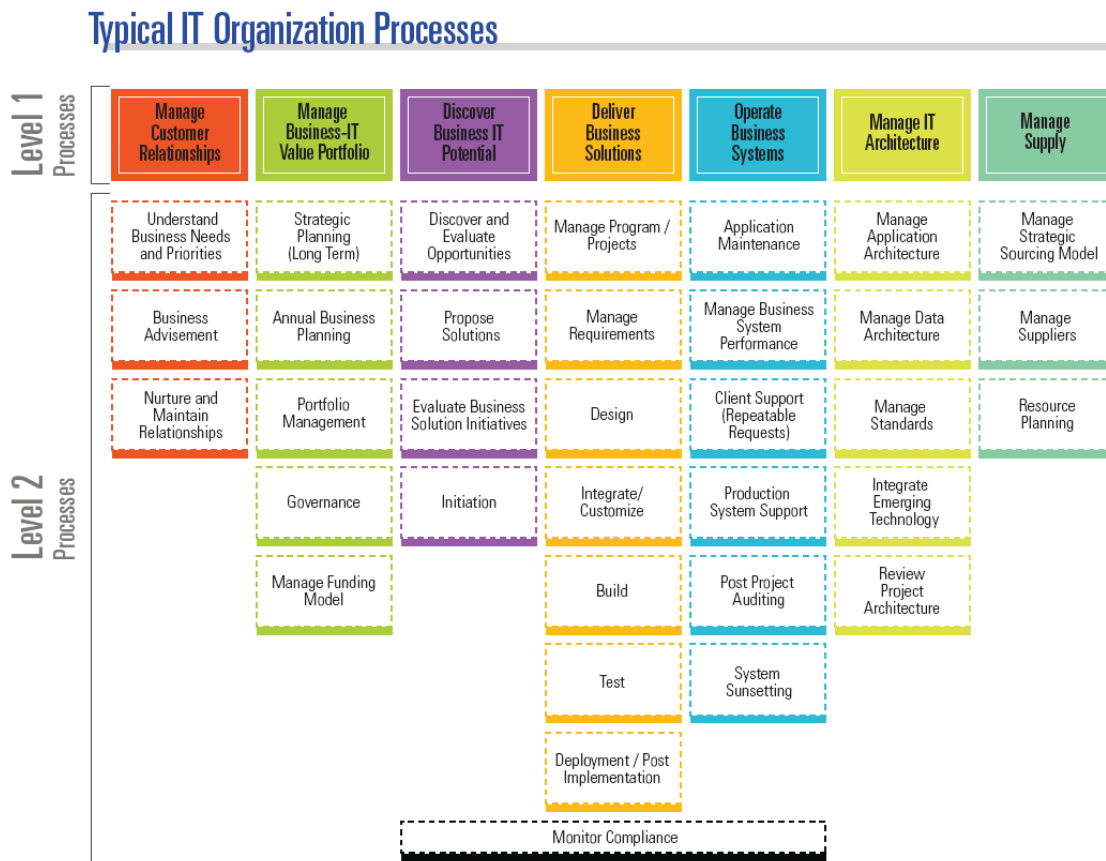 Typical IT Organization Processes
Level 1
Processes
Manage
Customer
Relationships
Manage
Business-IT
Value Portfolio
Discover
Business IT
Potential
Deliver
Business
Solutions
Operate
Business
Systems
Manage IT
Architecture
Manage
Supply
Level 2
Processes
Understand
Business Needs
and Priorities
Business
Advisement
Nurture and
Maintain
Relationships
Strategic
Planning
(Long Term)
Annual Business
Planning
Portfolio
Management
Governance
Manage Funding
Model
Discover and
Evaluate
Opportunities
Propose
Solutions
Evaluate Business
Solution Initiatives
Initiation
Manage Program /
Projects
Manage
Requirements
Design
Integrate/
Customize
Build
Test
Deployment / Post
Implementation
Application
Maintenance
Manage Business
System
Performance
Client Support
(Repeatable
Requests)
Production
System Support
Post Project
Auditing
System
Sunsetting
Manage
Application
Architecture
Manage Data
Architecture
Manage
Standards
Integrate
Emerging
Technology
Review
Project
Architecture
Manage
Strategic
Sourcing Model
Manage
Suppliers
Resource
Planning
Monitor Compliance